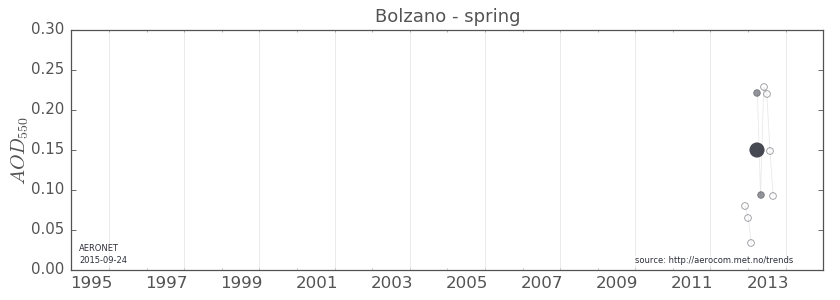 Bolzano - spring
0.30
0.25
0.20
0.15
0.10
0.05
0.00
AOD550
AERONET
2015-09-24
source: http://aerocom.met.no/trends
1995 1997 1999 2001 2003 2005 2007 2009 2011 2013